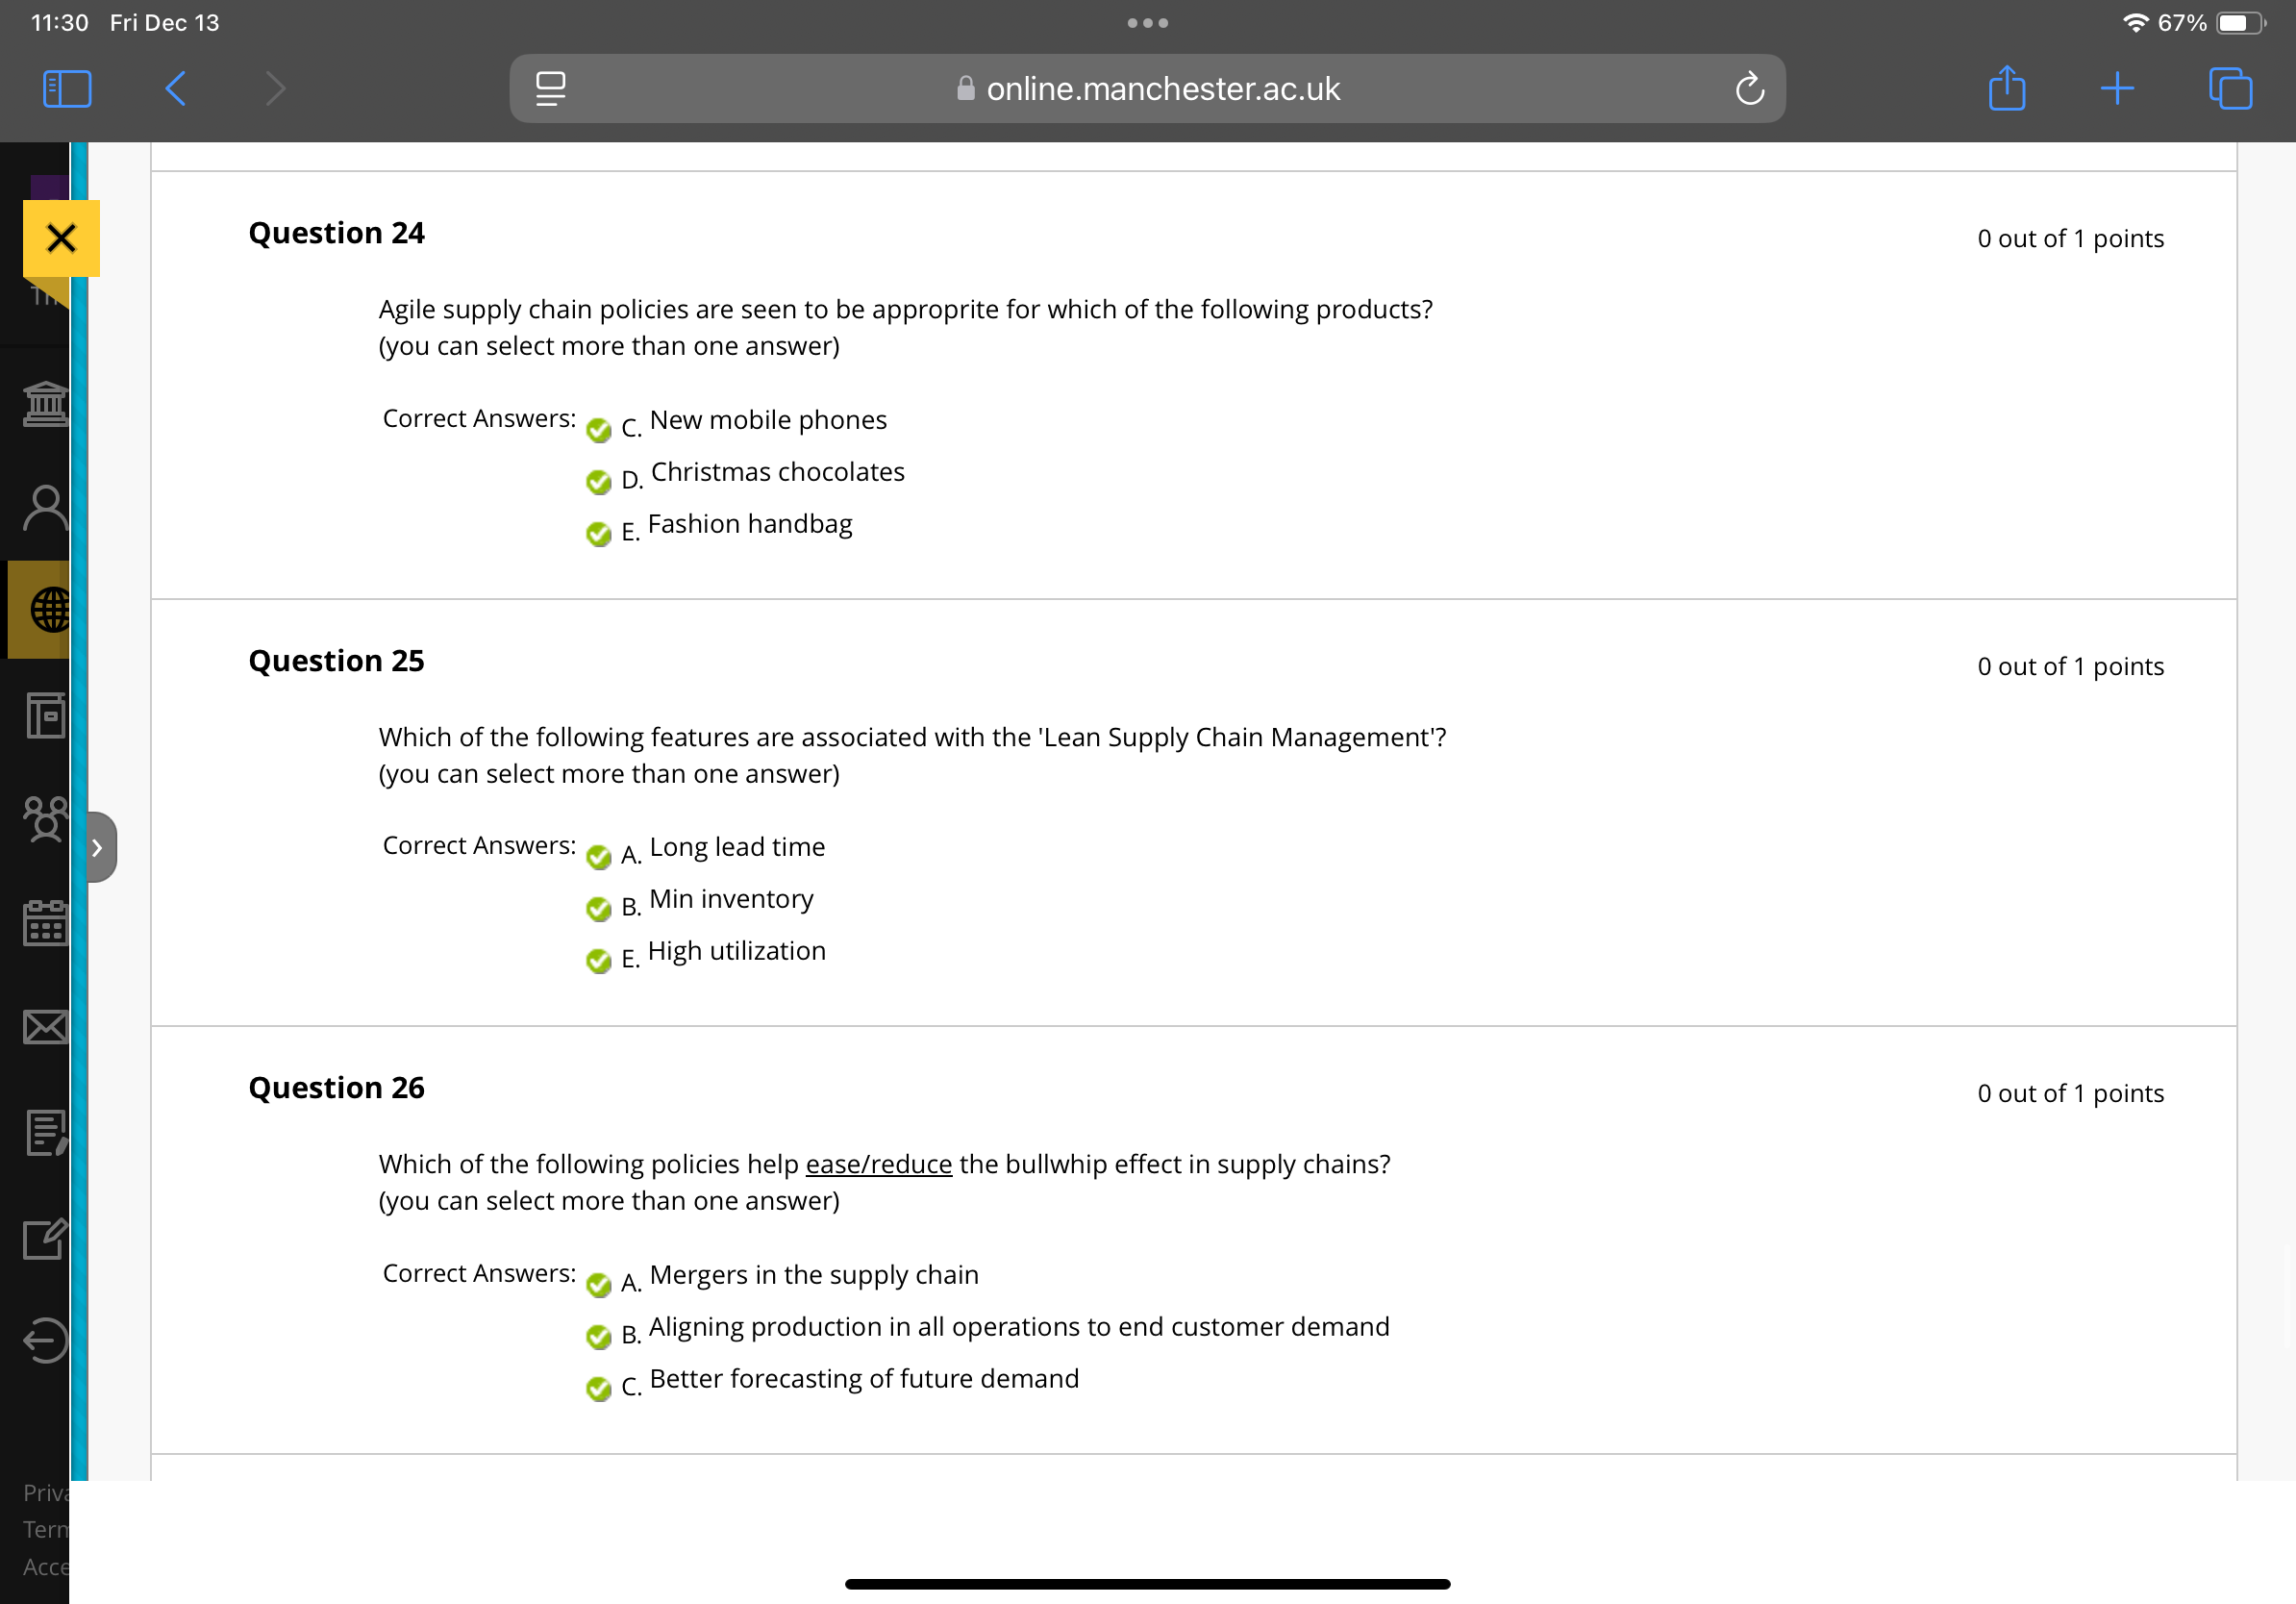 11:30 Fri Dec 13
67%
online.manchester.ac.uk
Question 24
0 out of 1 points
Agile supply chain policies are seen to be approprite for which of the following products?
(you can select more than one answer)
Correct Answers:
C. New mobile phones
D. Christmas chocolates
E. Fashion handbag
Question 25
0 out of 1 points
Which of the following features are associated with the 'Lean Supply Chain Management'?
(you can select more than one answer)
Correct Answers:
A. Long lead time
B. Min inventory
E. High utilization
Question 26
0 out of 1 points
Which of the following policies help ease/reduce the bullwhip effect in supply chains?
(you can select more than one answer)
Correct Answers:
A. Mergers in the supply chain
B. Aligning production in all operations to end customer demand
C. Better forecasting of future demand
Priva
Term
Acce